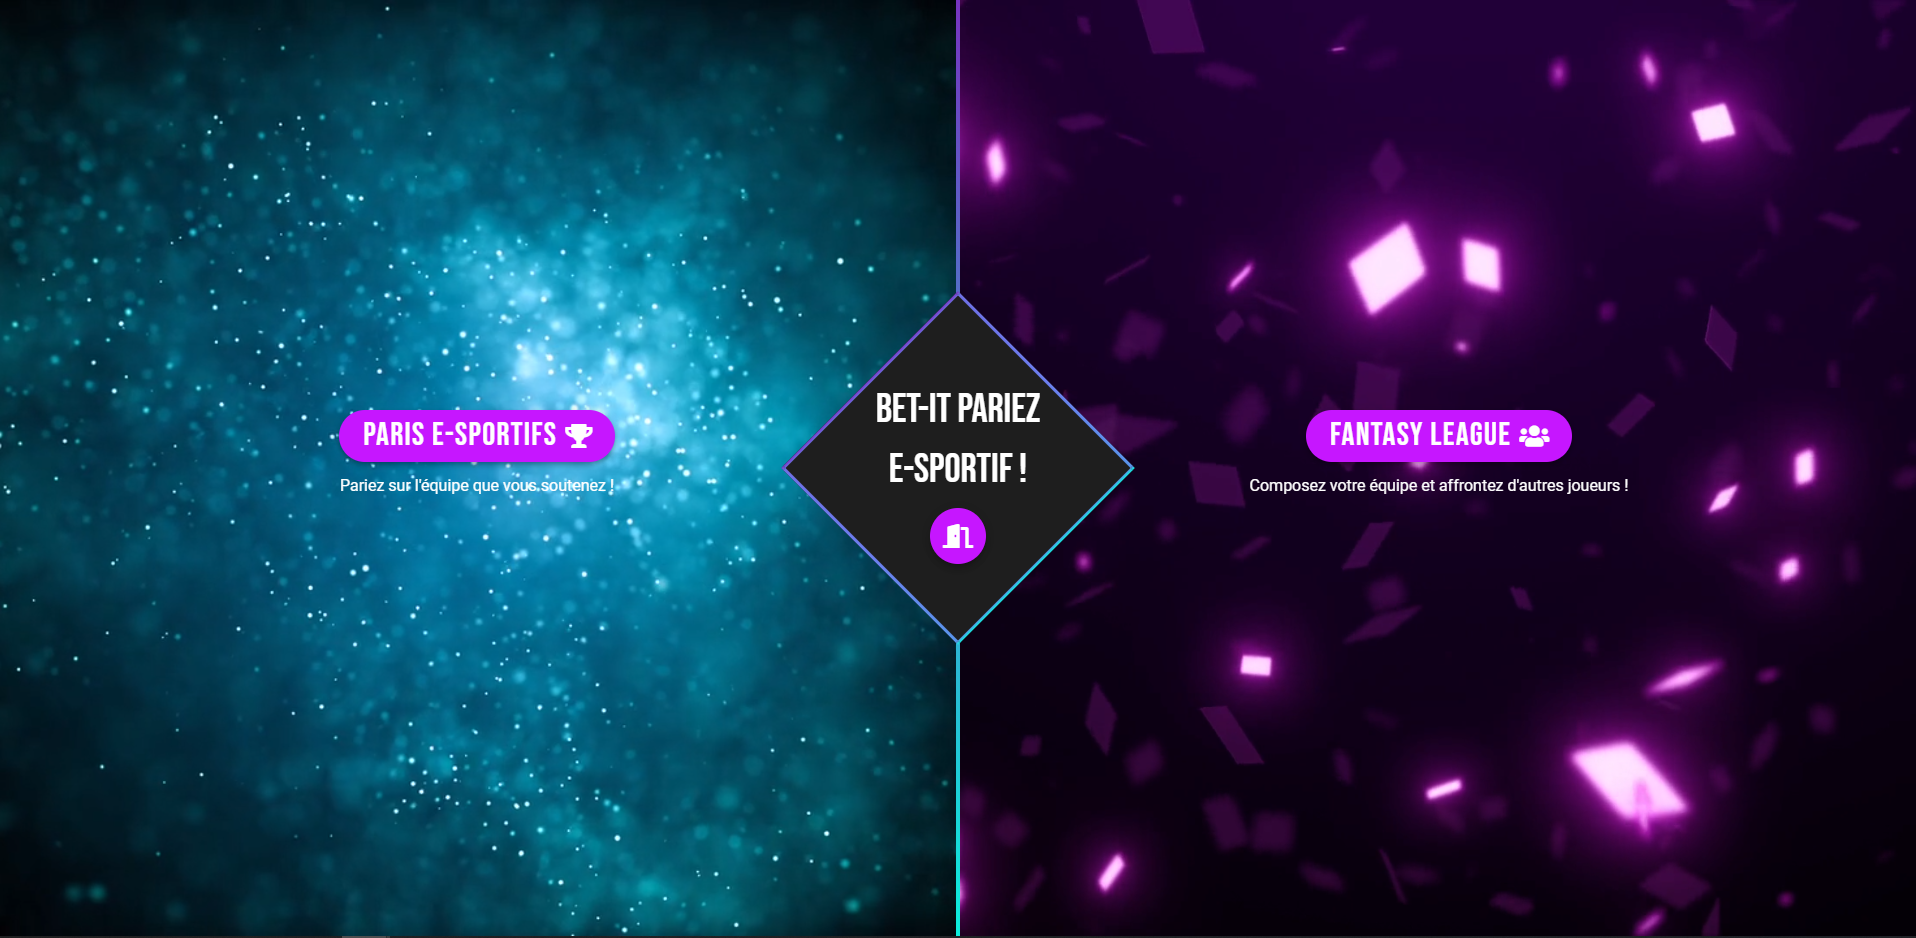 PARIS E-SPORTIFS
Pariez sur l'équipe que vous soutenez !
BET-IT PARIEZ
E-SPORTIF !
FANTASY LEAGUE
Composez votre équipe et affrontez d'autres joueurs !